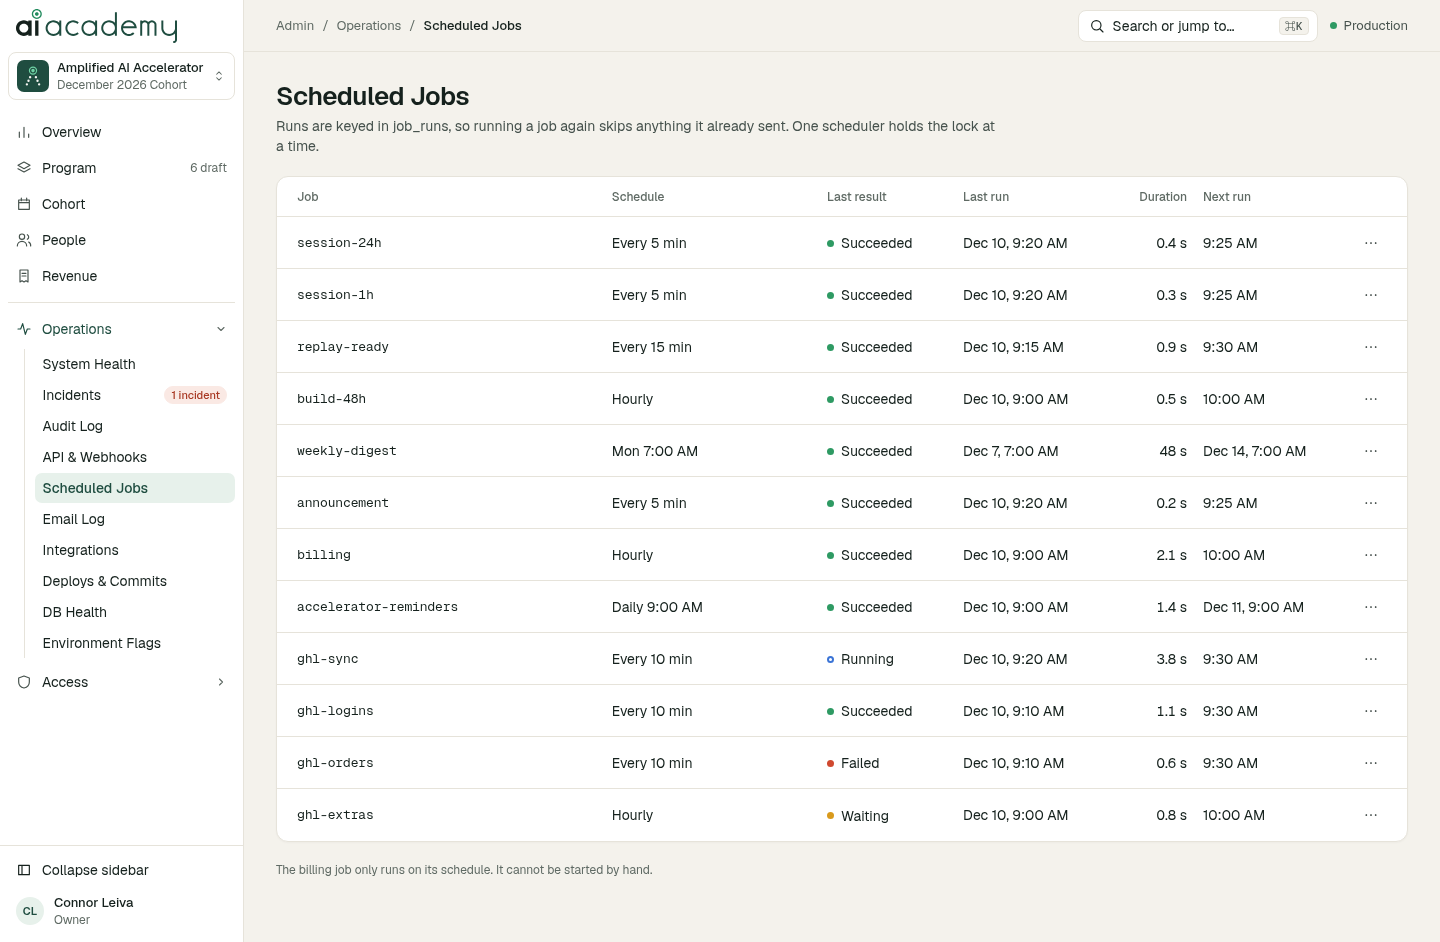 ai academy
Amplified AI Accelerator
December 2026 Cohort
Overview
Program 6 draft
Cohort
People
Revenue
Operations
System Health
Incidents 1 incident
Audit Log
API & Webhooks
Scheduled Jobs
Email Log
Integrations
Deploys & Commits
DB Health
Environment Flags
Access
Collapse sidebar
CL
Connor Leiva
Owner
Admin / Operations / Scheduled Jobs
Search or jump to... ⌘K
Production
Scheduled Jobs
Runs are keyed in job_runs, so running a job again skips anything it already sent. One scheduler holds the lock at
a time.
Job Schedule Last result Last run Duration Next run
session-24h Every 5 min Succeeded Dec 10, 9:20 AM 0.4 s 9:25 AM ···
session-1h Every 5 min Succeeded Dec 10, 9:20 AM 0.3 s 9:25 AM ···
replay-ready Every 15 min Succeeded Dec 10, 9:15 AM 0.9 s 9:30 AM ···
build-48h Hourly Succeeded Dec 10, 9:00 AM 0.5 s 10:00 AM ···
weekly-digest Mon 7:00 AM Succeeded Dec 7, 7:00 AM 48 s Dec 14, 7:00 AM ···
announcement Every 5 min Succeeded Dec 10, 9:20 AM 0.2 s 9:25 AM ···
billing Hourly Succeeded Dec 10, 9:00 AM 2.1 s 10:00 AM ···
accelerator-reminders Daily 9:00 AM Succeeded Dec 10, 9:00 AM 1.4 s Dec 11, 9:00 AM ···
ghl-sync Every 10 min Running Dec 10, 9:20 AM 3.8 s 9:30 AM ···
ghl-logins Every 10 min Succeeded Dec 10, 9:10 AM 1.1 s 9:30 AM ···
ghl-orders Every 10 min Failed Dec 10, 9:10 AM 0.6 s 9:30 AM ···
ghl-extras Hourly Waiting Dec 10, 9:00 AM 0.8 s 10:00 AM ···
The billing job only runs on its schedule. It cannot be started by hand.